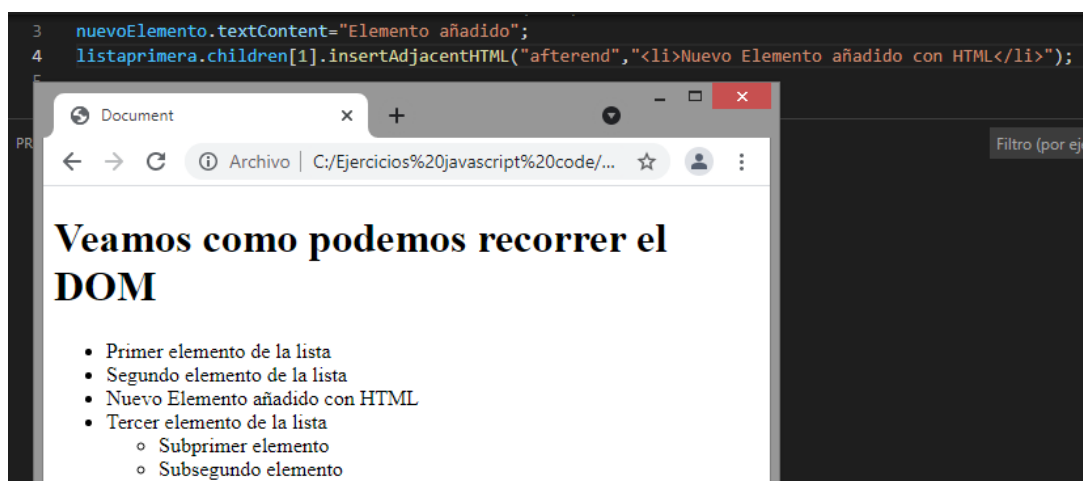 3 nuevoElemento.textContent="Elemento añadido";
4 listaprimera.children[1].insertAdjacentHTML("afterend","<li>Nuevo Elemento añadido con HTML</li>");
Document
PR
Filtro (por ej
Archivo | C:/Ejercicios%20javascript%20code/...
Veamos como podemos recorrer el
DOM
• Primer elemento de la lista
• Segundo elemento de la lista
• Nuevo Elemento añadido con HTML
• Tercer elemento de la lista
◦ Subprimer elemento
◦ Subsegundo elemento